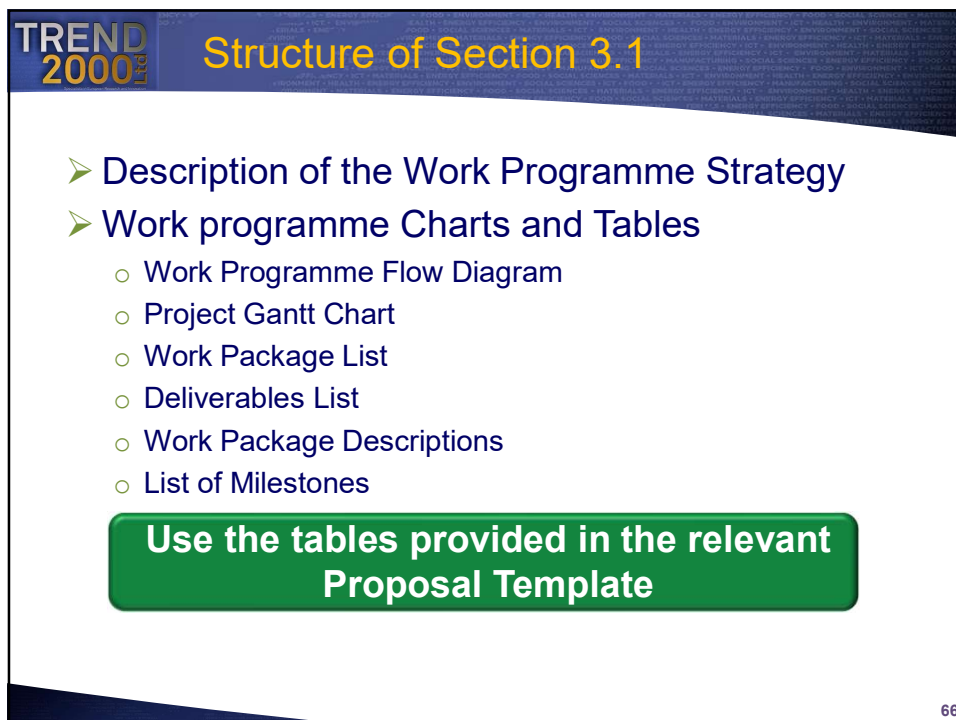 TREND
2000 Ltd
Structure of Section 3.1
➢ Description of the Work Programme Strategy
➢ Work programme Charts and Tables
o Work Programme Flow Diagram
o Project Gantt Chart
o Work Package List
o Deliverables List
o Work Package Descriptions
o List of Milestones
Use the tables provided in the relevant
Proposal Template
66